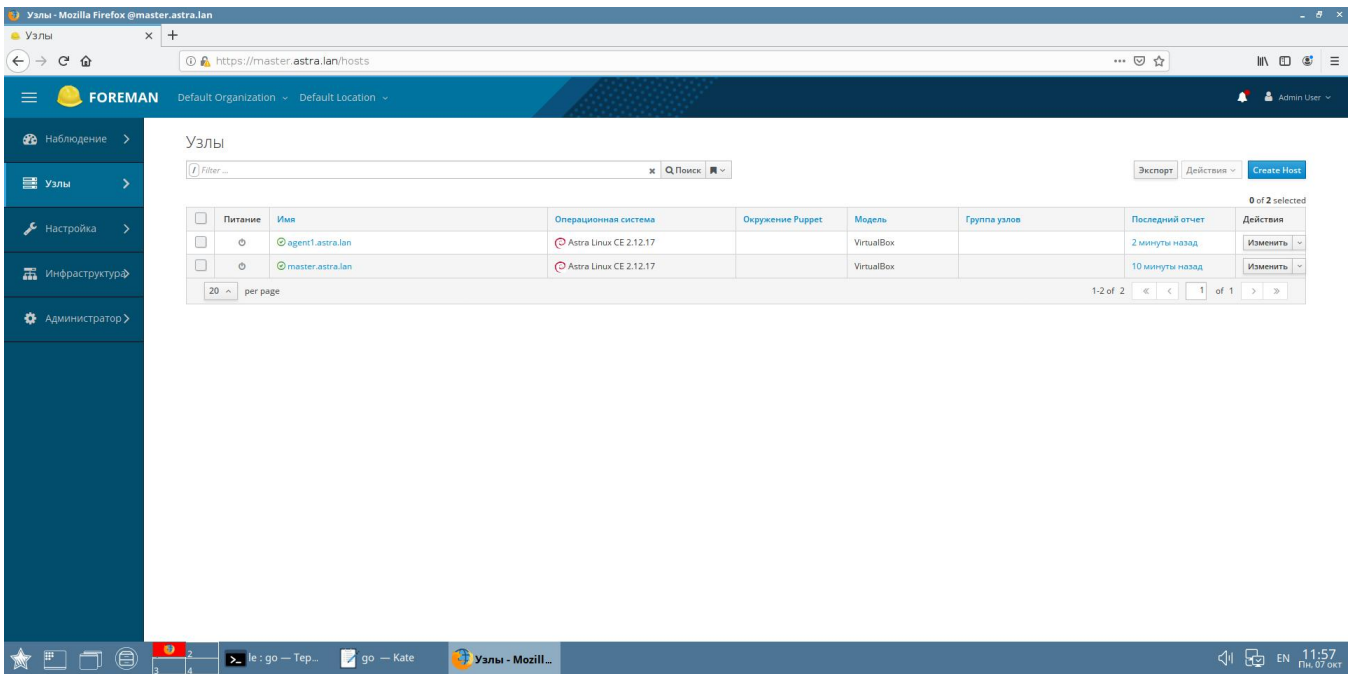 Узлы - Mozilla Firefox @master.astra.lan
Узлы
https://master.astra.lan/hosts
FOREMAN Default Organization Default Location Admin User
Наблюдение
Узлы
Настройка
Инфраструктура
Администратор
Узлы
Filter ... Поиск Экспорт Действия Create Host
0 of 2 selected
Питание Имя Операционная система Окружение Puppet Модель Группа узлов Последний отчет Действия
agent1.astra.lan Astra Linux CE 2.12.17 VirtualBox 2 минуты назад Изменить
master.astra.lan Astra Linux CE 2.12.17 VirtualBox 10 минуты назад Изменить
20 per page 1-2 of 2 « < 1 of 1 > »
1 2 3 4
le : go — Тер... go — Kate Узлы - Mozill... EN 11:57
Пн, 07 окт